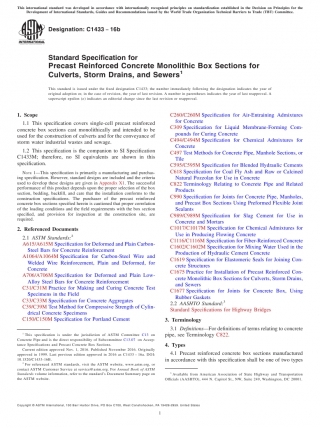 This international standard was developed in accordance with internationally recognized principles on standardization established in the Decision on Principles for the
Development of International Standards, Guides and Recommendations issued by the World Trade Organization Technical Barriers to Trade (TBT) Committee.
INTERNATIONAL
Designation: C1433 − 16b
Standard Specification for
Precast Reinforced Concrete Monolithic Box Sections for
Culverts, Storm Drains, and Sewers1
This standard is issued under the fixed designation C1433; the number immediately following the designation indicates the year of
original adoption or, in the case of revision, the year of last revision. A number in parentheses indicates the year of last reapproval. A
superscript epsilon (ε) indicates an editorial change since the last revision or reapproval.
1. Scope
1.1 This specification covers single-cell precast reinforced
concrete box sections cast monolithically and intended to be
used for the construction of culverts and for the conveyance of
storm water industrial wastes and sewage.
1.2 This specification is the companion to SI Specification
C1433M; therefore, no SI equivalents are shown in this
specification.
NOTE 1—This specification is primarily a manufacturing and purchas-
ing specification. However, standard designs are included and the criteria
used to develop these designs are given in Appendix X1. The successful
performance of this product depends upon the proper selection of the box
section, bedding, backfill, and care that the installation conforms to the
construction specifications. The purchaser of the precast reinforced
concrete box sections specified herein is cautioned that proper correlation
of the loading conditions and the field requirements with the box section
specified, and provision for inspection at the construction site, are
required.
2. Referenced Documents
2.1 ASTM Standards:2
A615/A615M Specification for Deformed and Plain Carbon-
Steel Bars for Concrete Reinforcement
A1064/A1064M Specification for Carbon-Steel Wire and
Welded Wire Reinforcement, Plain and Deformed, for
Concrete
A706/A706M Specification for Deformed and Plain Low-
Alloy Steel Bars for Concrete Reinforcement
C31/C31M Practice for Making and Curing Concrete Test
Specimens in the Field
C33/C33M Specification for Concrete Aggregates
C39/C39M Test Method for Compressive Strength of Cylin-
drical Concrete Specimens
C150/C150M Specification for Portland Cement
1 This specification is under the jurisdiction of ASTM Committee C13 on
Concrete Pipe and is the direct responsibility of Subcommittee C13.07 on Accep-
tance Specifications and Precast Concrete Box Sections.
Current edition approved Nov. 1, 2016. Published November 2016. Originally
approved in 1999. Last previous edition approved in 2016 as C1433 – 16a. DOI:
10.1520/C1433-16B.
2 For referenced ASTM standards, visit the ASTM website, www.astm.org, or
contact ASTM Customer Service at service@astm.org. For Annual Book of ASTM
Standards volume information, refer to the standard's Document Summary page on
the ASTM website.
C260/C260M Specification for Air-Entraining Admixtures
for Concrete
C309 Specification for Liquid Membrane-Forming Com-
pounds for Curing Concrete
C494/C494M Specification for Chemical Admixtures for
Concrete
C497 Test Methods for Concrete Pipe, Manhole Sections, or
Tile
C595/C595M Specification for Blended Hydraulic Cements
C618 Specification for Coal Fly Ash and Raw or Calcined
Natural Pozzolan for Use in Concrete
C822 Terminology Relating to Concrete Pipe and Related
Products
C990 Specification for Joints for Concrete Pipe, Manholes,
and Precast Box Sections Using Preformed Flexible Joint
Sealants
C989/C989M Specification for Slag Cement for Use in
Concrete and Mortars
C1017/C1017M Specification for Chemical Admixtures for
Use in Producing Flowing Concrete
C1116/C1116M Specification for Fiber-Reinforced Concrete
C1602/C1602M Specification for Mixing Water Used in the
Production of Hydraulic Cement Concrete
C1619 Specification for Elastomeric Seals for Joining Con-
crete Structures
C1675 Practice for Installation of Precast Reinforced Con-
crete Monolithic Box Sections for Culverts, Storm Drains,
and Sewers
C1677 Specification for Joints for Concrete Box, Using
Rubber Gaskets
2.2 AASHTO Standard:3
Standard Specifications for Highway Bridges
3. Terminology
3.1 Definitions—For definitions of terms relating to concrete
pipe, see Terminology C822.
4. Types
4.1 Precast reinforced concrete box sections manufactured
in accordance with this specification shall be one of two types
3 Available from American Association of State Highway and Transportation
Officials (AASHTO), 444 N. Capitol St., NW, Suite 249, Washington, DC 20001.
Copyright © ASTM International, 100 Barr Harbor Drive, PO Box C700, West Conshohocken, PA 19428-2959. United States
1